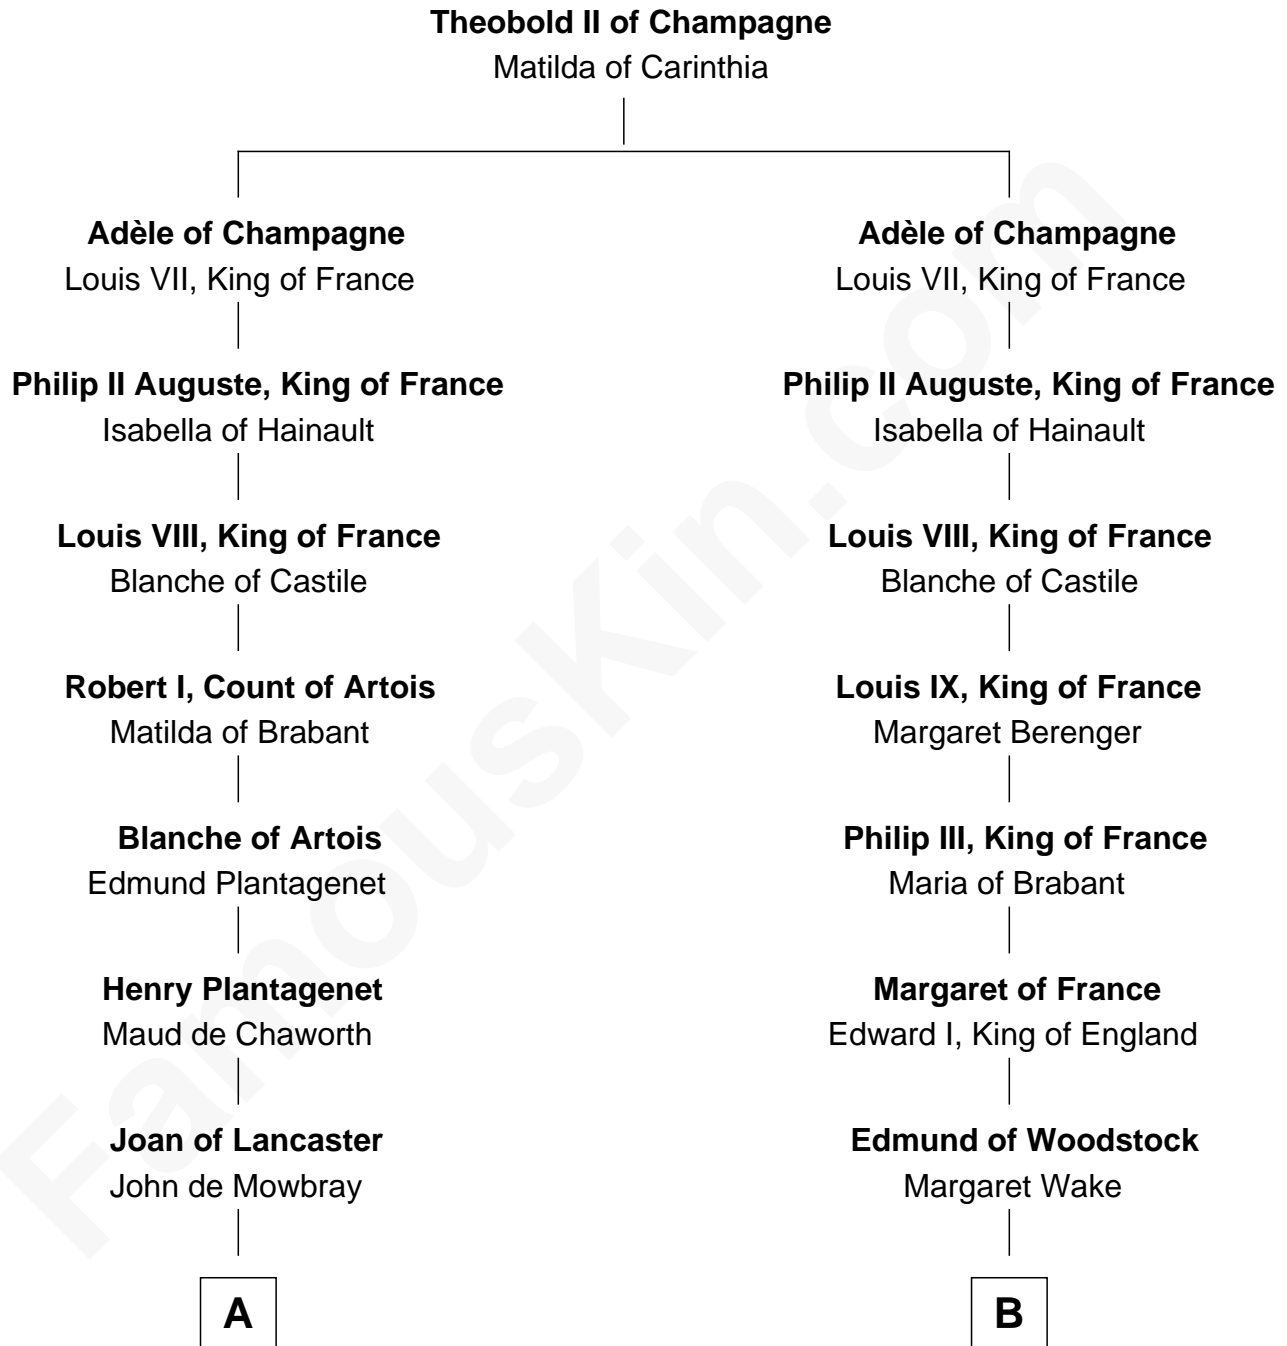 Theobold II of Champagne
Matilda of Carinthia
Adèle of Champagne
Louis VII, King of France
Philip II Auguste, King of France
Isabella of Hainault
Louis VIII, King of France
Blanche of Castile
Robert I, Count of Artois
Matilda of Brabant
Blanche of Artois
Edmund Plantagenet
Henry Plantagenet
Maud de Chaworth
Joan of Lancaster
John de Mowbray
A
Adèle of Champagne
Louis VII, King of France
Philip II Auguste, King of France
Isabella of Hainault
Louis VIII, King of France
Blanche of Castile
Louis IX, King of France
Margaret Berenger
Philip III, King of France
Maria of Brabant
Margaret of France
Edward I, King of England
Edmund of Woodstock
Margaret Wake
B
FamousKin.com